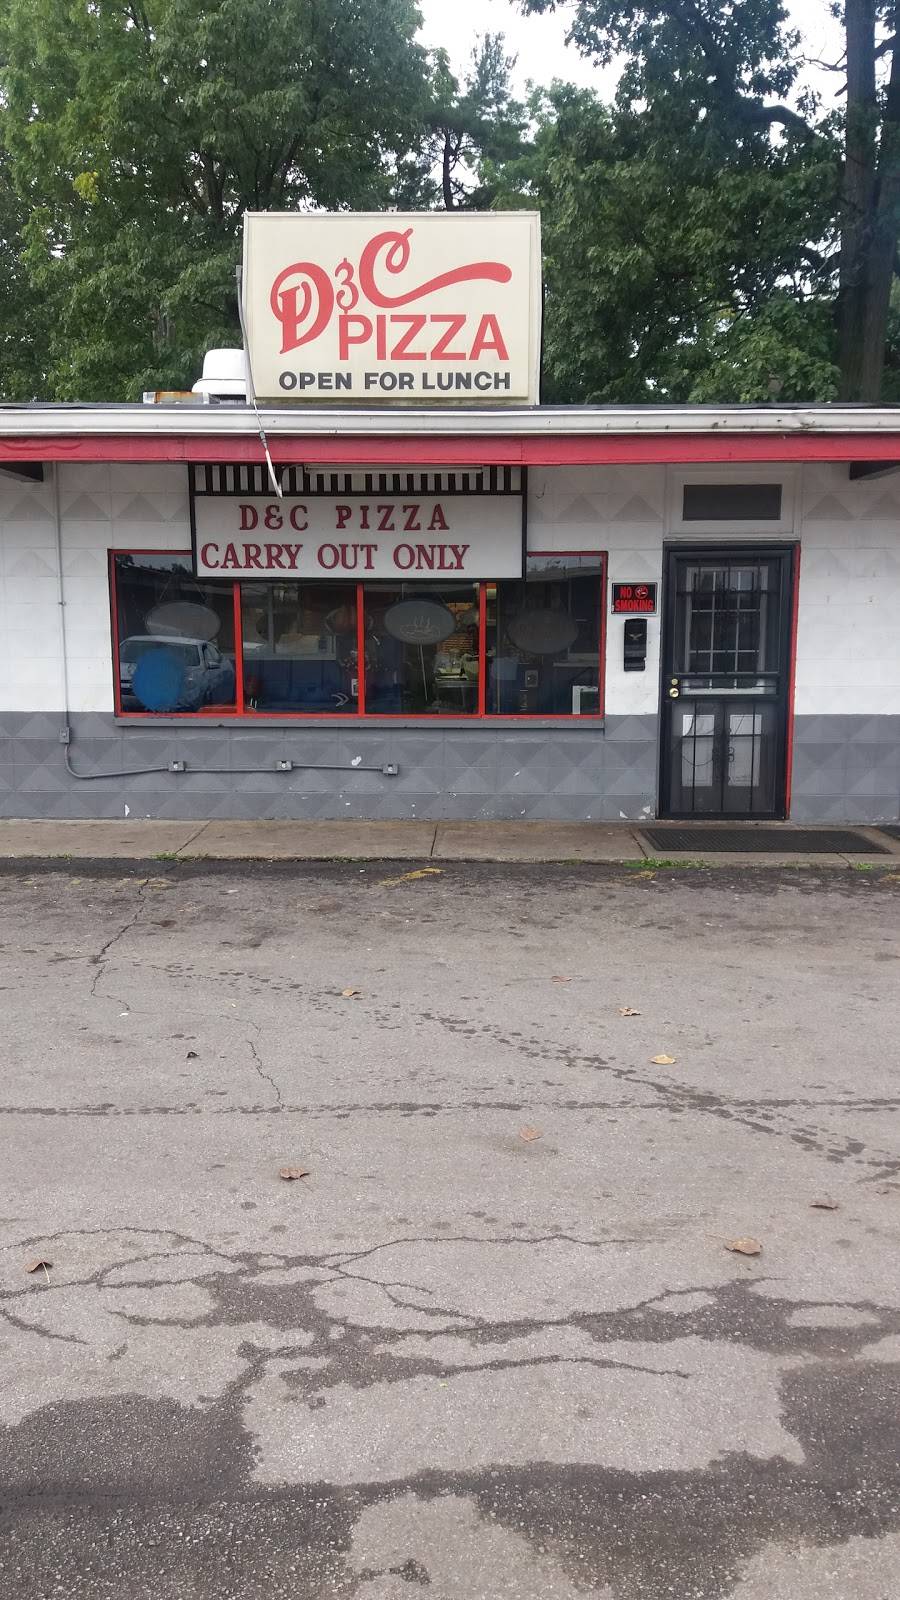 D&C
PIZZA
OPEN FOR LUNCH
D&C PIZZA
CARRY OUT ONLY
NO
SMOKING